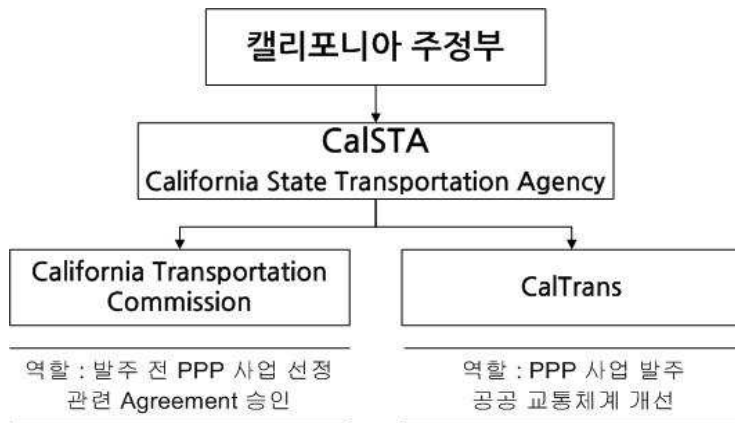 캘리포니아 주정부
CalSTA
California State Transportation Agency
California Transportation
Commission
CalTrans
역할 : 발주 전 PPP 사업 선정
관련 Agreement 승인
역할 : PPP 사업 발주
공공 교통체계 개선